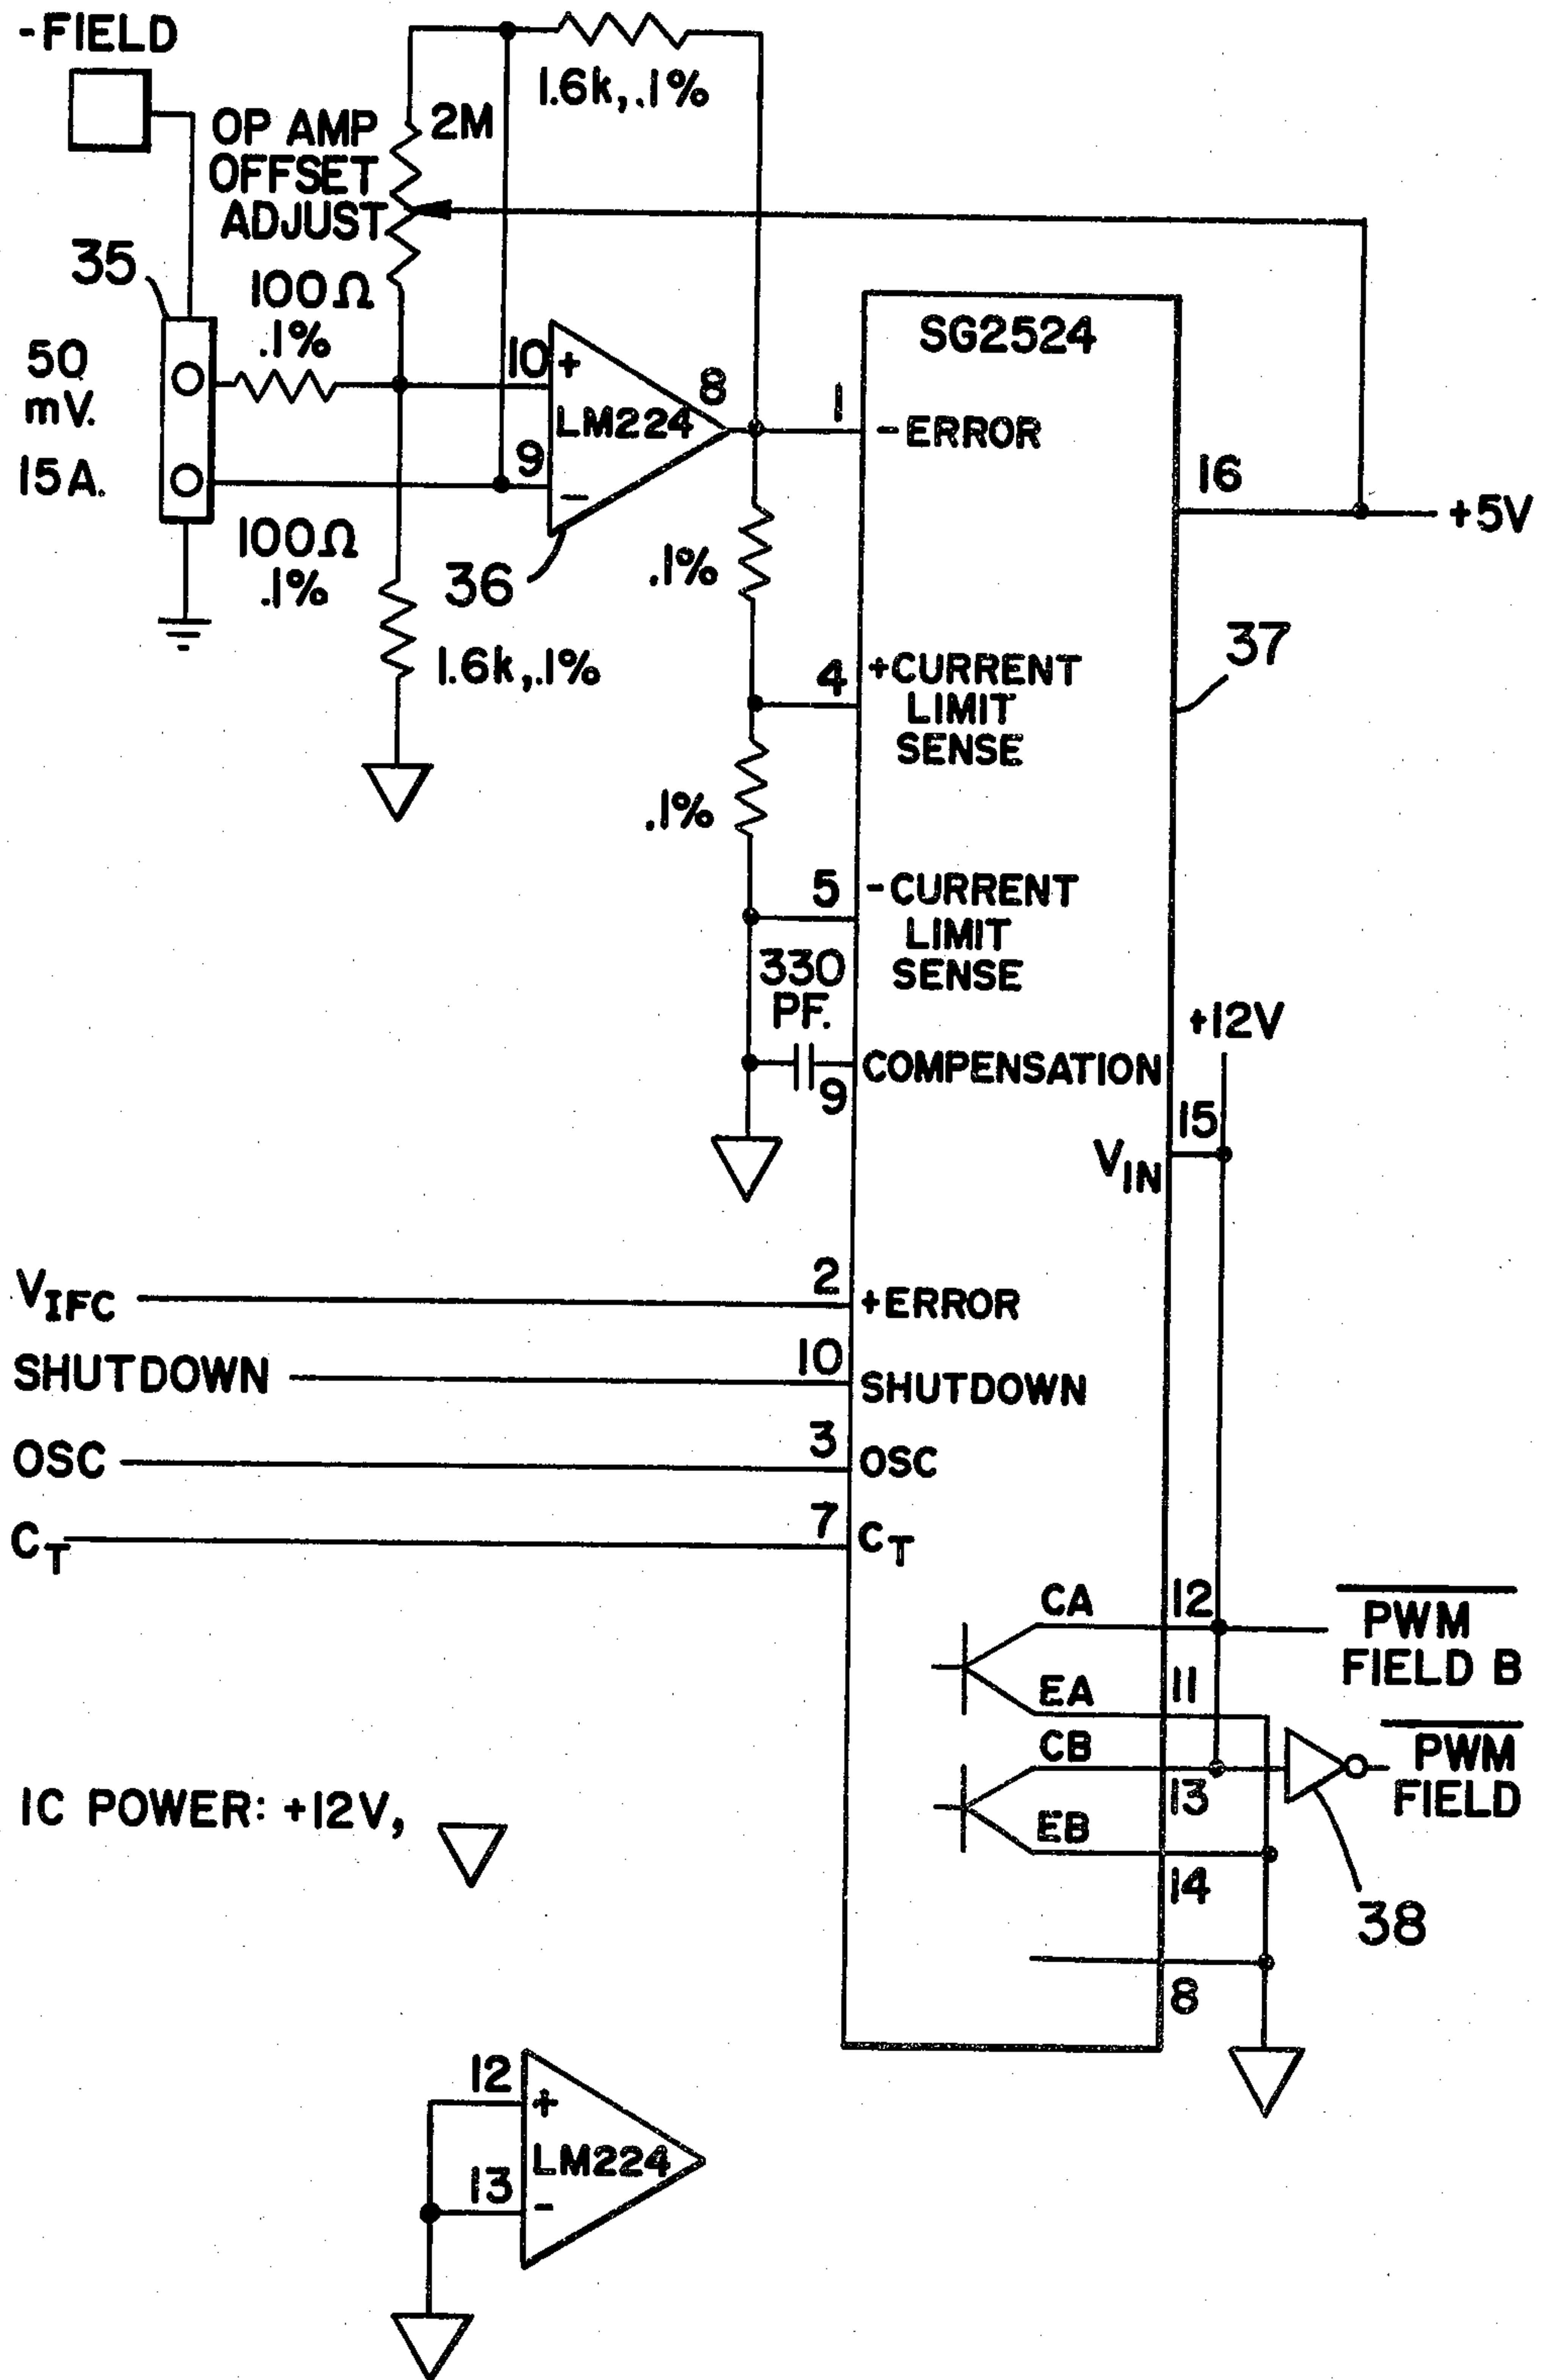 -FIELD
1.6k, .1%
2M
OP AMP
OFFSET
ADJUST
35
100Ω
.1%
50
mV.
15A.
10
+
LM224
8
9
-
100Ω
.1%
36
1.6k, .1%
SG2524
1
-ERROR
16
+5V
.1%
37
4
+CURRENT
LIMIT
SENSE
.1%
5
-CURRENT
LIMIT
SENSE
330
PF.
COMPENSATION
9
+12V
15
VIN
VIFC
2
+ERROR
SHUTDOWN
10
SHUTDOWN
OSC
3
OSC
CT
7
CT
CA
12
PWM
FIELD B
EA
11
CB
13
PWM
FIELD
EB
14
38
8
IC POWER: +12V,
12
+
LM224
13
-